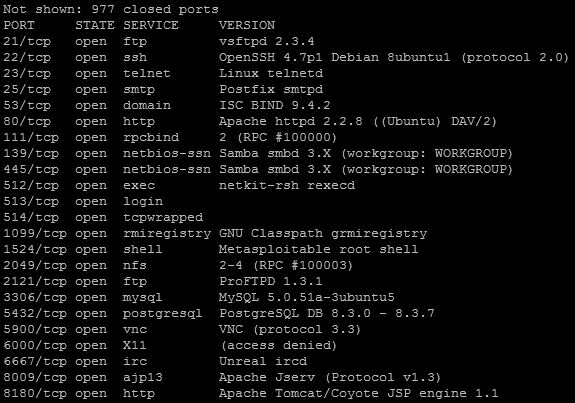 Not shown: 977 closed ports
PORT     STATE SERVICE     VERSION
21/tcp   open  ftp         vsftpd 2.3.4
22/tcp   open  ssh         OpenSSH 4.7p1 Debian 8ubuntu1 (protocol 2.0)
23/tcp   open  telnet      Linux telnetd
25/tcp   open  smtp        Postfix smtpd
53/tcp   open  domain      ISC BIND 9.4.2
80/tcp   open  http        Apache httpd 2.2.8 ((Ubuntu) DAV/2)
111/tcp  open  rpcbind     2 (RPC #100000)
139/tcp  open  netbios-ssn Samba smbd 3.X (workgroup: WORKGROUP)
445/tcp  open  netbios-ssn Samba smbd 3.X (workgroup: WORKGROUP)
512/tcp  open  exec        netkit-rsh rexecd
513/tcp  open  login
514/tcp  open  tcpwrapped
1099/tcp open  rmiregistry GNU Classpath grmiregistry
1524/tcp open  shell       Metasploitable root shell
2049/tcp open  nfs         2-4 (RPC #100003)
2121/tcp open  ftp         ProFTPD 1.3.1
3306/tcp open  mysql       MySQL 5.0.51a-3ubuntu5
5432/tcp open  postgresql  PostgreSQL DB 8.3.0 - 8.3.7
5900/tcp open  vnc         VNC (protocol 3.3)
6000/tcp open  X11         (access denied)
6667/tcp open  irc         Unreal ircd
8009/tcp open  ajp13       Apache Jserv (Protocol v1.3)
8180/tcp open  http        Apache Tomcat/Coyote JSP engine 1.1